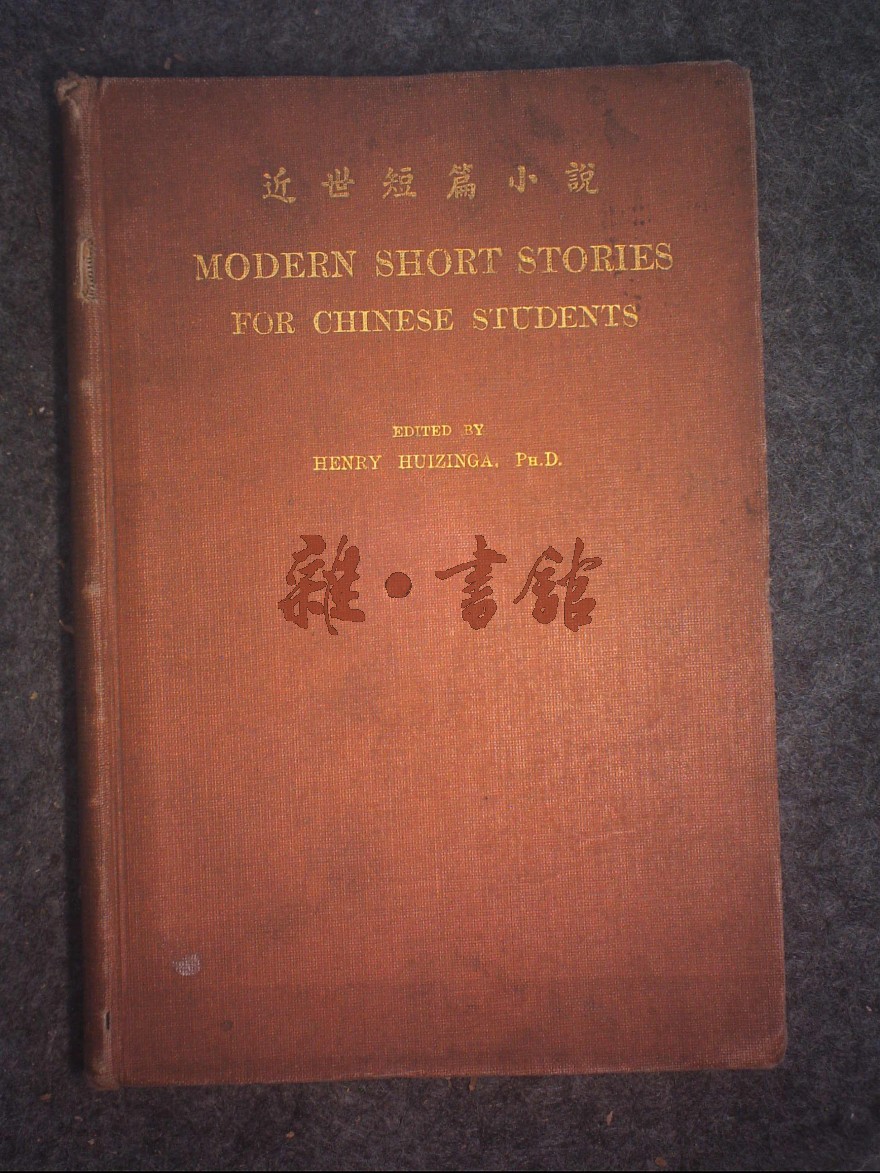 近世短篇小說
MODERN SHORT STORIES
FOR CHINESE STUDENTS
EDITED BY
HENRY HUIZINGA, PH.D.
雜·書館